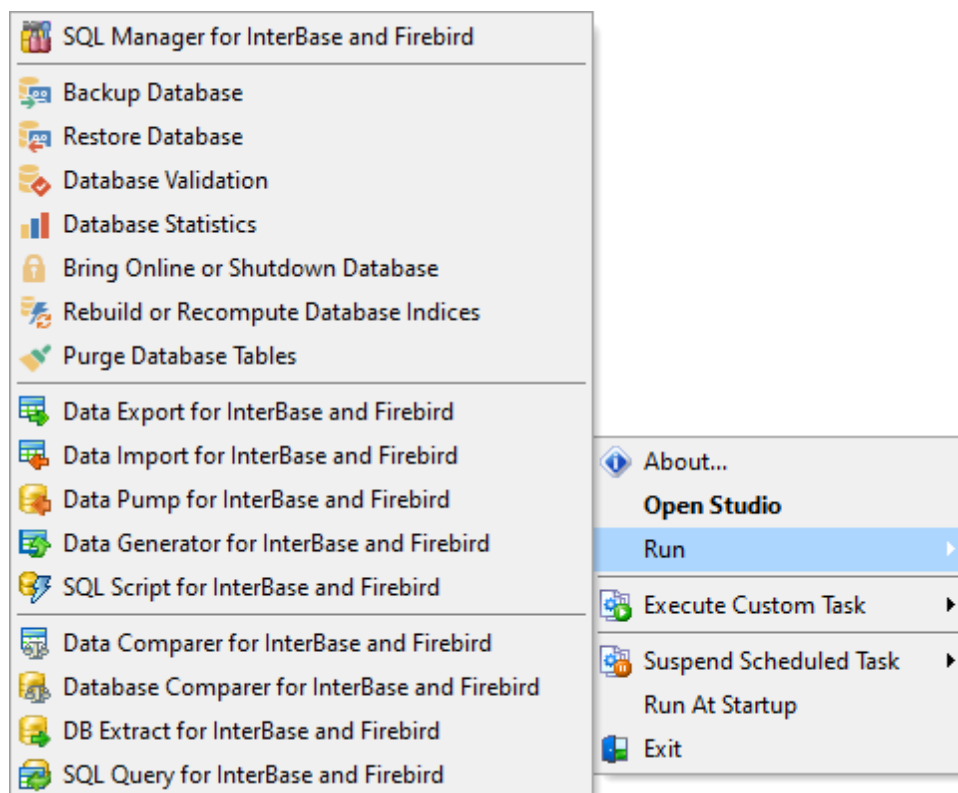 SQL Manager for InterBase and Firebird
Backup Database
Restore Database
Database Validation
Database Statistics
Bring Online or Shutdown Database
Rebuild or Recompute Database Indices
Purge Database Tables
Data Export for InterBase and Firebird
Data Import for InterBase and Firebird
Data Pump for InterBase and Firebird
Data Generator for InterBase and Firebird
SQL Script for InterBase and Firebird
Data Comparer for InterBase and Firebird
Database Comparer for InterBase and Firebird
DB Extract for InterBase and Firebird
SQL Query for InterBase and Firebird
About...
Open Studio
Run
Execute Custom Task
Suspend Scheduled Task
Run At Startup
Exit